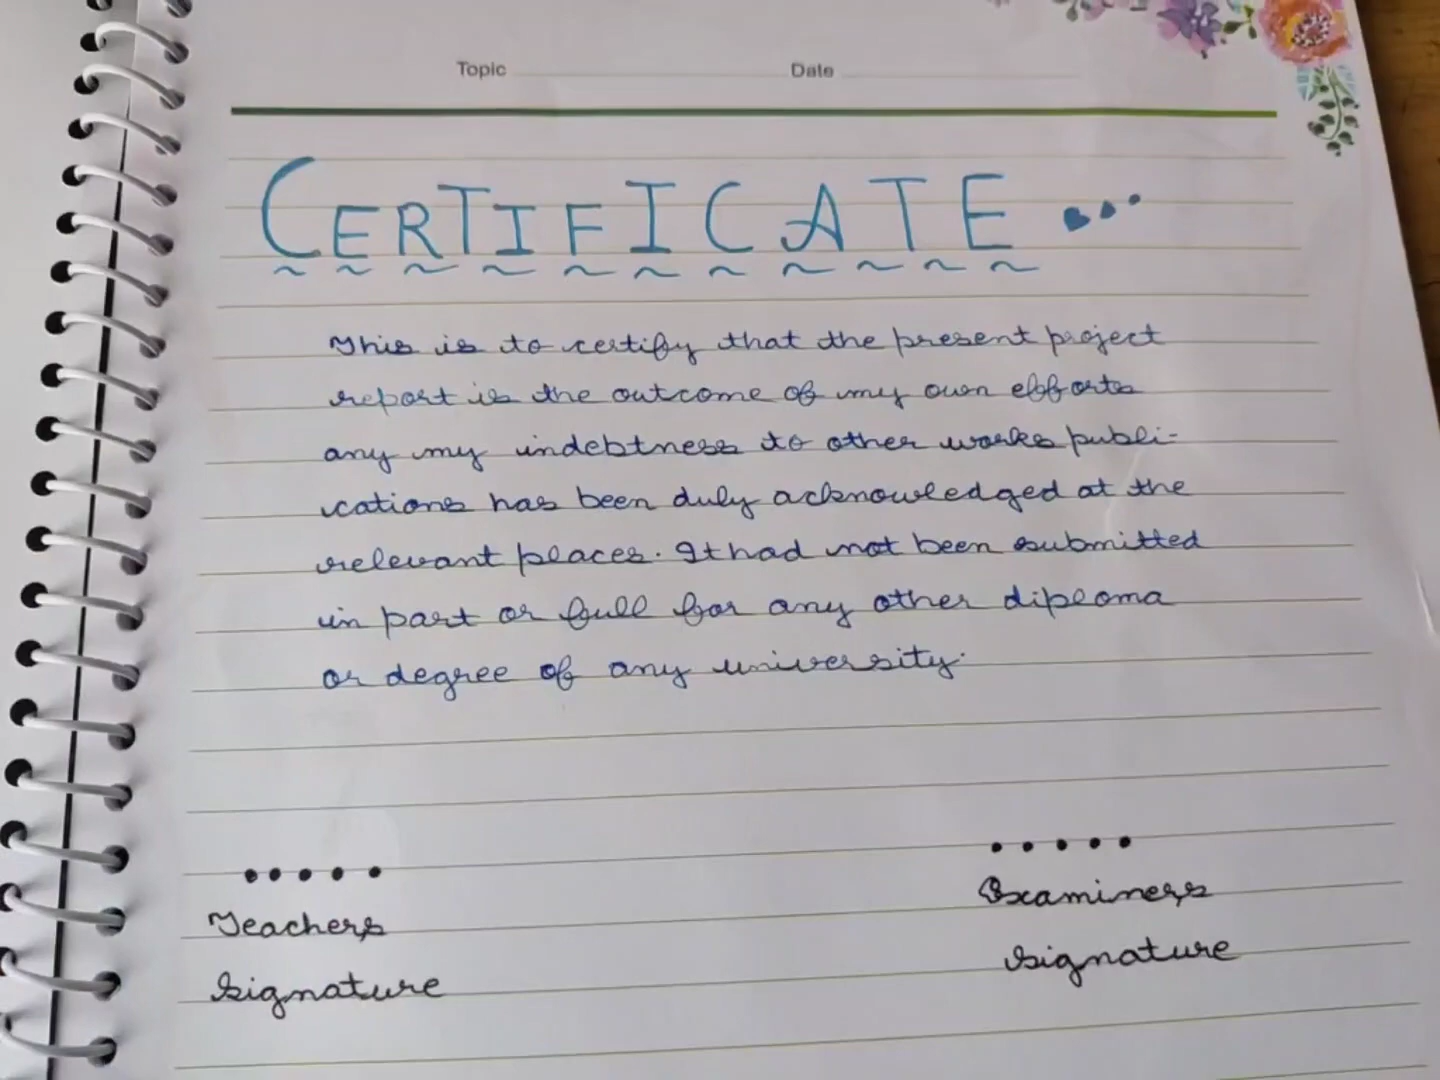 Topic Date
CERTIFICATE...
This is to certify that the present project
report is the outcome of my own efforts
any my indebtness to other works publi-
ications has been duly acknowledged at the
relevant places. It had not been submitted
in part or full for any other diploma
or degree of any university.
..... .....
Teachers Examiners
signature signature